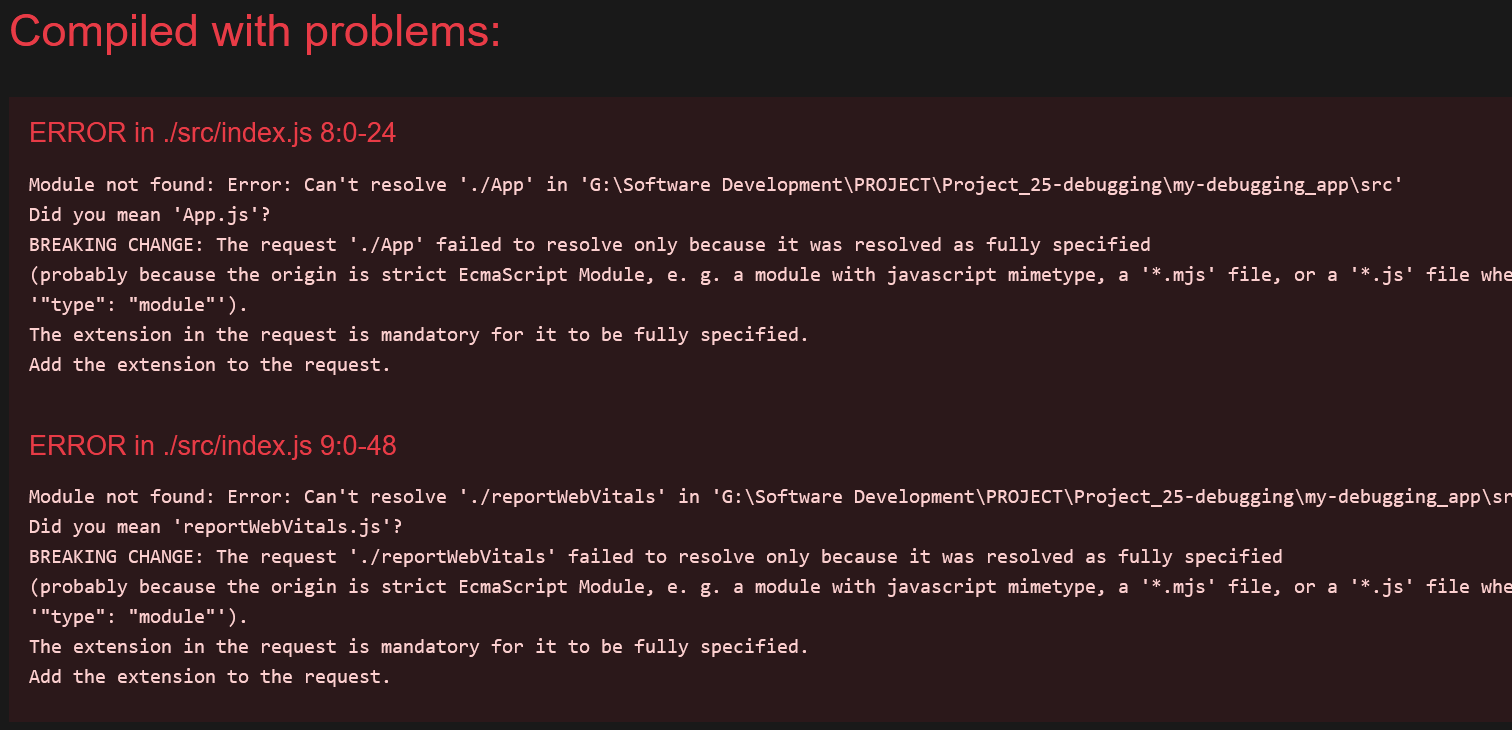 Compiled with problems:
ERROR in ./src/index.js 8:0-24
Module not found: Error: Can't resolve './App' in 'G:\Software Development\PROJECT\Project_25-debugging\my-debugging_app\src'
Did you mean 'App.js'?
BREAKING CHANGE: The request './App' failed to resolve only because it was resolved as fully specified
(probably because the origin is strict EcmaScript Module, e. g. a module with javascript mimetype, a '*.mjs' file, or a '*.js' file whe
'"type": "module"').
The extension in the request is mandatory for it to be fully specified.
Add the extension to the request.
ERROR in ./src/index.js 9:0-48
Module not found: Error: Can't resolve './reportWebVitals' in 'G:\Software Development\PROJECT\Project_25-debugging\my-debugging_app\sr
Did you mean 'reportWebVitals.js'?
BREAKING CHANGE: The request './reportWebVitals' failed to resolve only because it was resolved as fully specified
(probably because the origin is strict EcmaScript Module, e. g. a module with javascript mimetype, a '*.mjs' file, or a '*.js' file whe
'"type": "module"').
The extension in the request is mandatory for it to be fully specified.
Add the extension to the request.